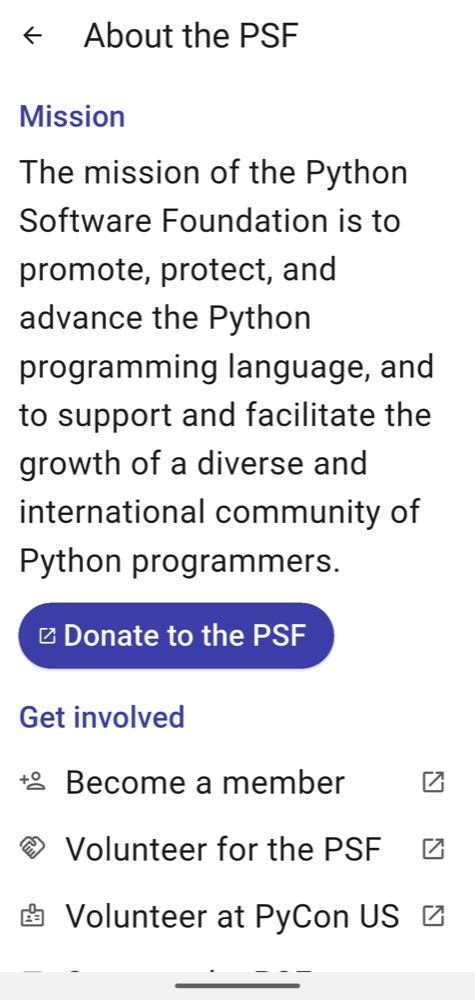 About the PSF
Mission
The mission of the Python
Software Foundation is to
promote, protect, and
advance the Python
programming language, and
to support and facilitate the
growth of a diverse and
international community of
Python programmers.
Donate to the PSF
Get involved
Become a member
Volunteer for the PSF
Volunteer at PyCon US